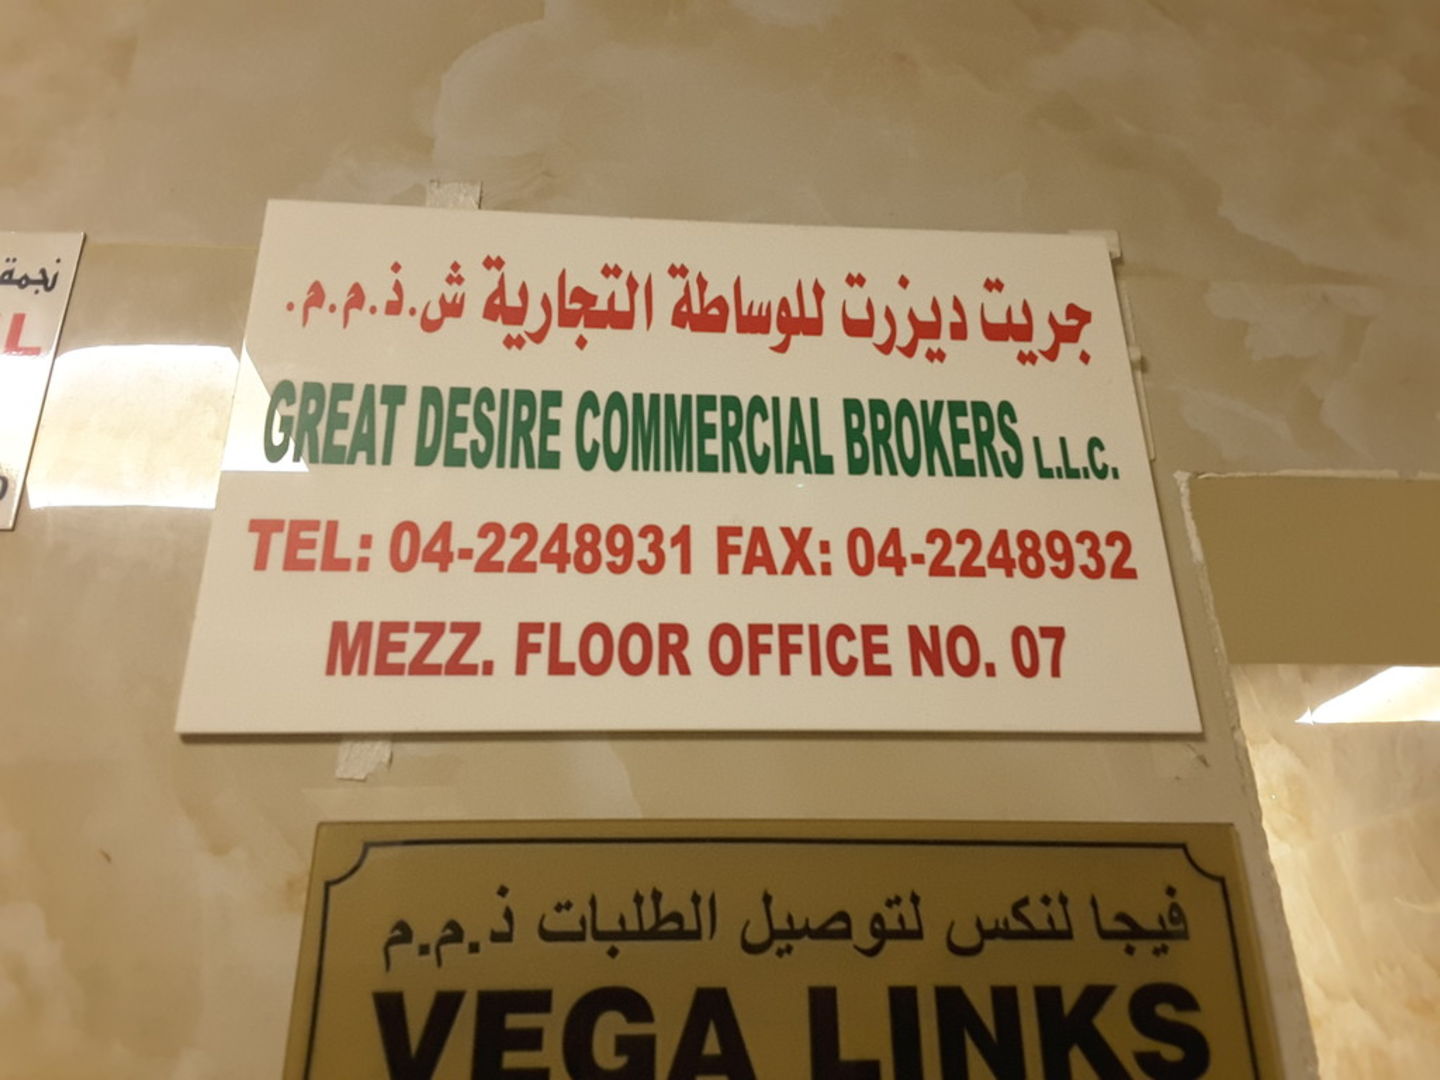 جريت ديزرت للوساطة التجارية ش.ذ.م.م.
GREAT DESIRE COMMERCIAL BROKERS L.L.C.
TEL: 04-2248931 FAX: 04-2248932
MEZZ. FLOOR OFFICE NO. 07
نجمة
L
فيجا لنكس لتوصيل الطلبات ذ.م.م
VEGA LINKS